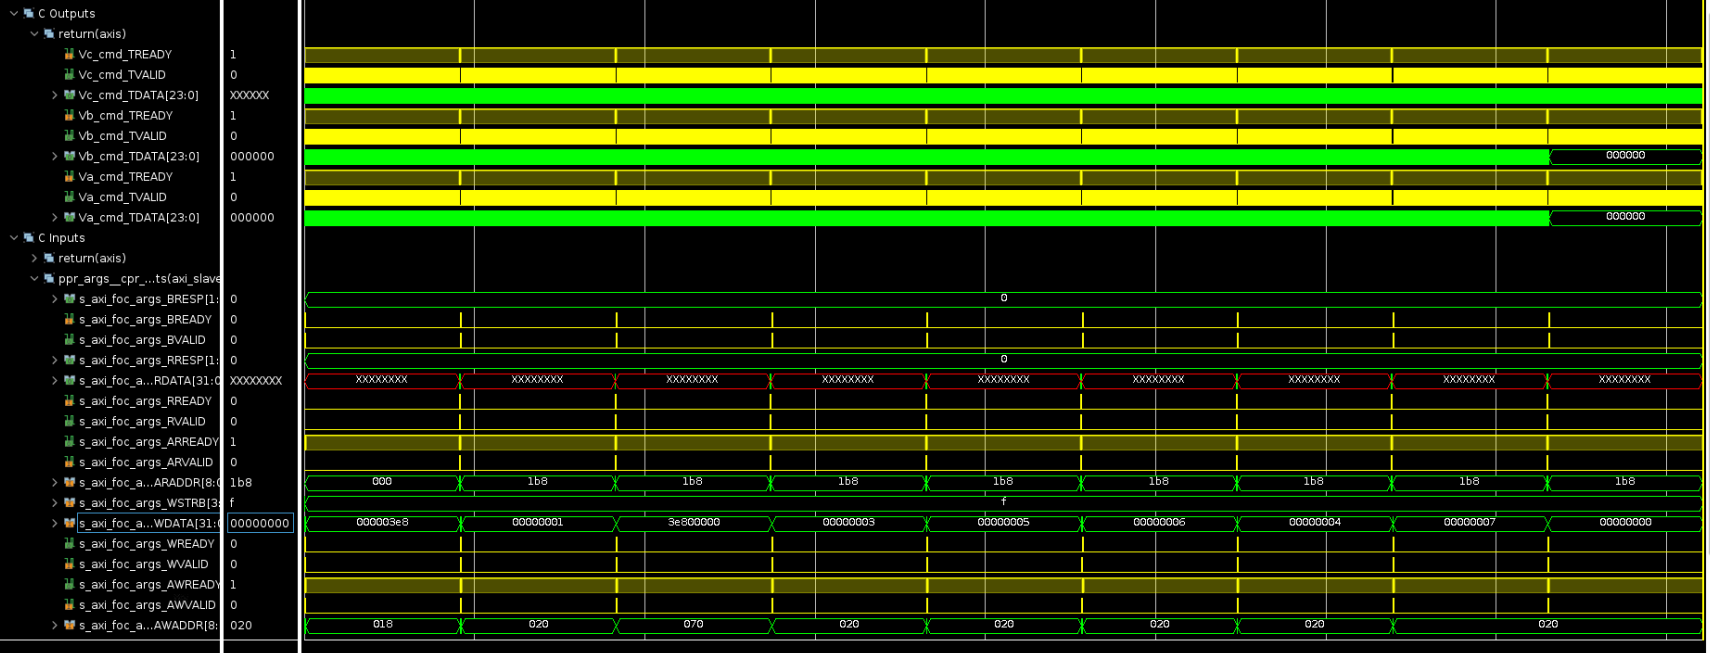 C Outputs
return(axis)
Vc_cmd_TREADY 1
Vc_cmd_TVALID 0
Vc_cmd_TDATA[23:0] XXXXXX
Vb_cmd_TREADY 1
Vb_cmd_TVALID 0
Vb_cmd_TDATA[23:0] 000000 000000
Va_cmd_TREADY 1
Va_cmd_TVALID 0
Va_cmd_TDATA[23:0] 000000 000000
C Inputs
return(axis)
ppr_args__cpr_...ts(axi_slave
s_axi_foc_args_BRESP[1: 0 0
s_axi_foc_args_BREADY 0
s_axi_foc_args_BVALID 0
s_axi_foc_args_RRESP[1: 0 0
s_axi_foc_a...RDATA[31:0 XXXXXXXX XXXXXXXX XXXXXXXX XXXXXXXX XXXXXXXX XXXXXXXX XXXXXXXX XXXXXXXX XXXXXXXX XXXXXXXX
s_axi_foc_args_RREADY 0
s_axi_foc_args_RVALID 0
s_axi_foc_args_ARREADY 1
s_axi_foc_args_ARVALID 0
s_axi_foc_a...ARADDR[8:0 1b8 000 1b8 1b8 1b8 1b8 1b8 1b8 1b8 1b8
s_axi_foc_args_WSTRB[3: f f
s_axi_foc_a...WDATA[31:0 00000000 000003e8 00000001 3e800000 00000003 00000005 00000006 00000004 00000007 00000000
s_axi_foc_args_WREADY 0
s_axi_foc_args_WVALID 0
s_axi_foc_args_AWREADY 1
s_axi_foc_args_AWVALID 0
s_axi_foc_a...AWADDR[8: 020 018 020 070 020 020 020 020 020